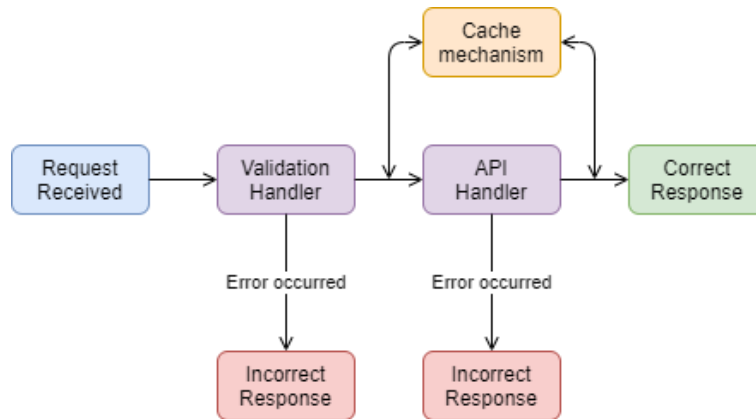 Cache
mechanism
Request
Received
Validation
Handler
API
Handler
Correct
Response
Error occurred
Error occurred
Incorrect
Response
Incorrect
Response